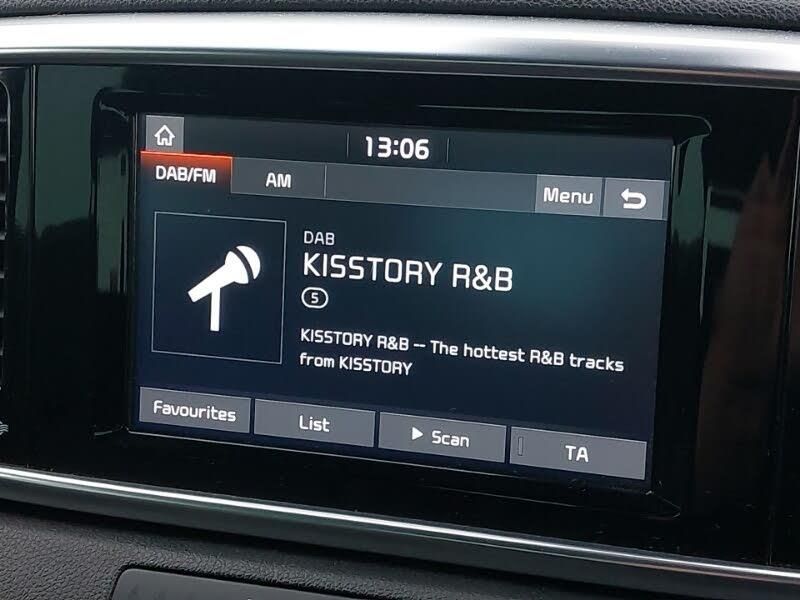 13:06
DAB/FM
AM
Menu
DAB
KISSTORY R&B
5
KISSTORY R&B -- The hottest R&B tracks
from KISSTORY
Favourites
List
Scan
TA